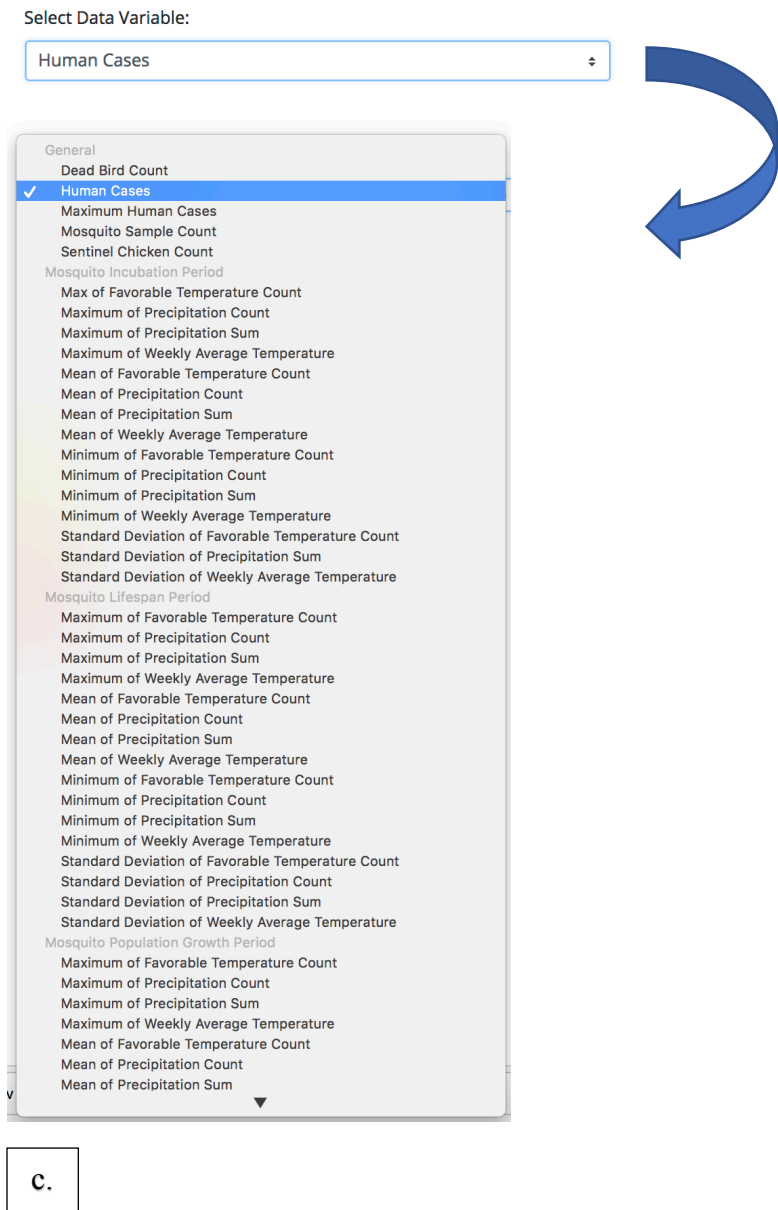 Select Data Variable:
Human Cases
General
Dead Bird Count
✓ Human Cases
Maximum Human Cases
Mosquito Sample Count
Sentinel Chicken Count
Mosquito Incubation Period
Max of Favorable Temperature Count
Maximum of Precipitation Count
Maximum of Precipitation Sum
Maximum of Weekly Average Temperature
Mean of Favorable Temperature Count
Mean of Precipitation Count
Mean of Precipitation Sum
Mean of Weekly Average Temperature
Minimum of Favorable Temperature Count
Minimum of Precipitation Count
Minimum of Precipitation Sum
Minimum of Weekly Average Temperature
Standard Deviation of Favorable Temperature Count
Standard Deviation of Precipitation Sum
Standard Deviation of Weekly Average Temperature
Mosquito Lifespan Period
Maximum of Favorable Temperature Count
Maximum of Precipitation Count
Maximum of Precipitation Sum
Maximum of Weekly Average Temperature
Mean of Favorable Temperature Count
Mean of Precipitation Count
Mean of Precipitation Sum
Mean of Weekly Average Temperature
Minimum of Favorable Temperature Count
Minimum of Precipitation Count
Minimum of Precipitation Sum
Minimum of Weekly Average Temperature
Standard Deviation of Favorable Temperature Count
Standard Deviation of Precipitation Count
Standard Deviation of Precipitation Sum
Standard Deviation of Weekly Average Temperature
Mosquito Population Growth Period
Maximum of Favorable Temperature Count
Maximum of Precipitation Count
Maximum of Precipitation Sum
Maximum of Weekly Average Temperature
Mean of Favorable Temperature Count
Mean of Precipitation Count
Mean of Precipitation Sum
c.